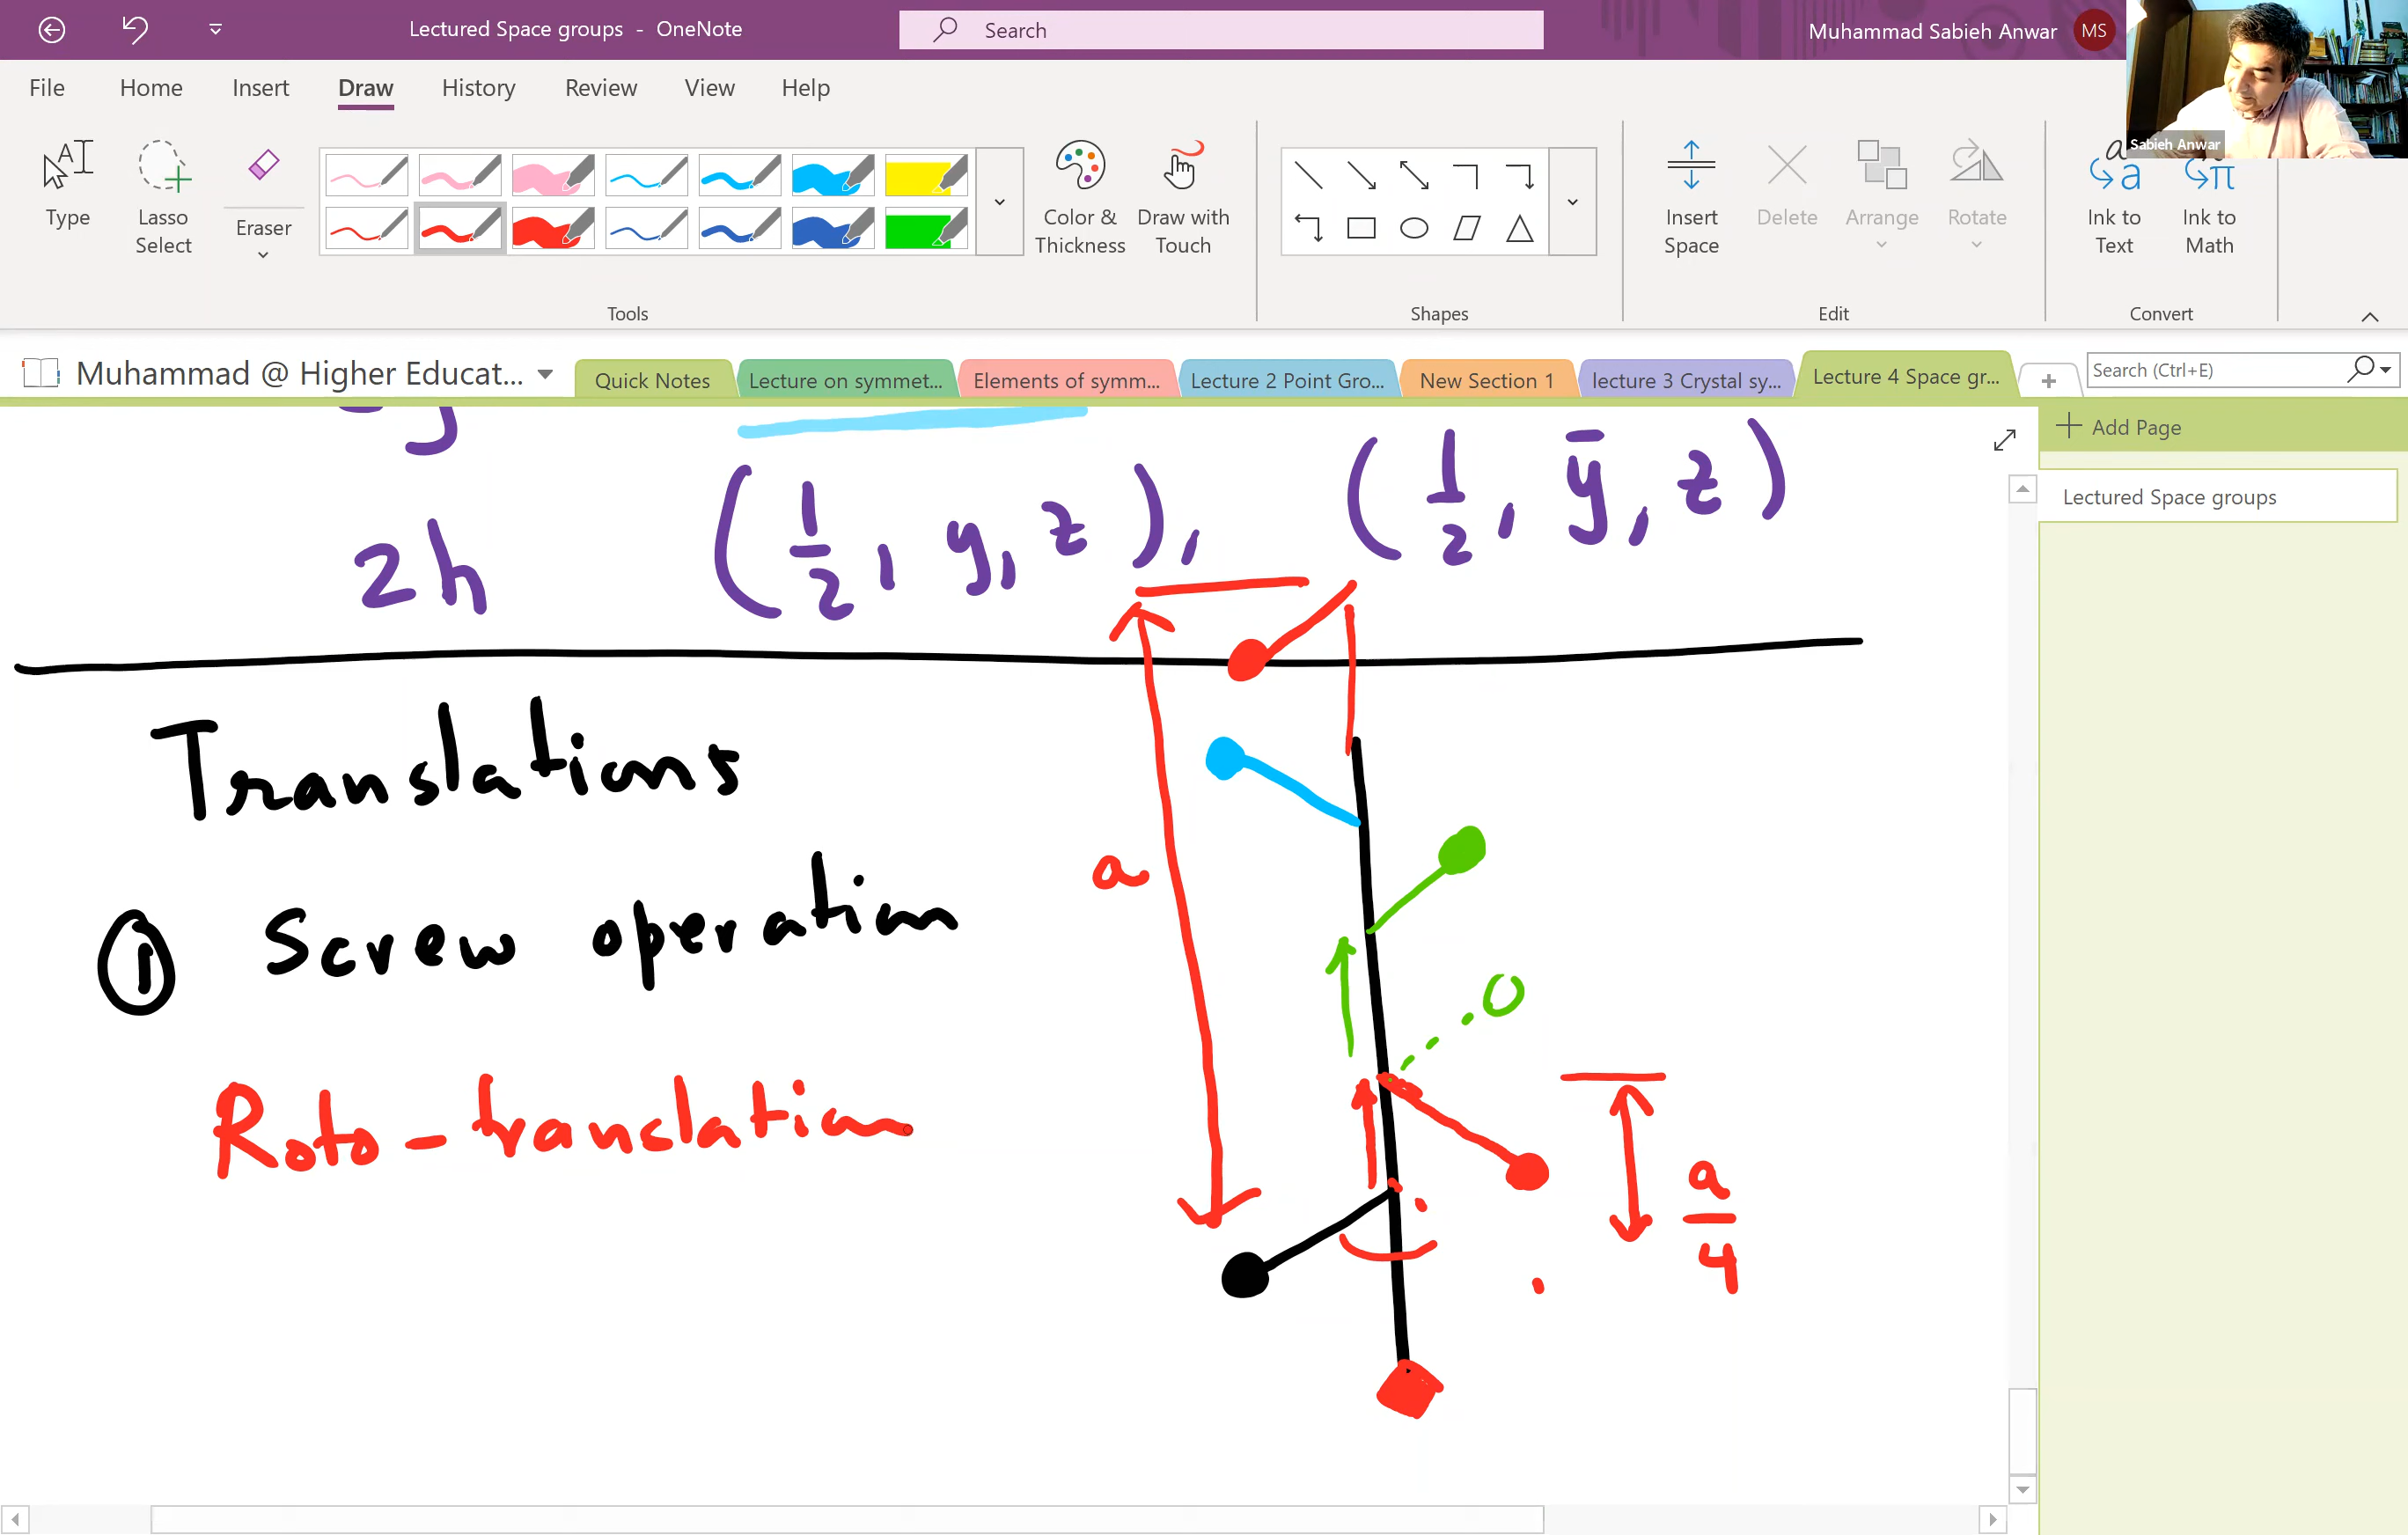 Lectured Space groups - OneNote
Search
Muhammad Sabieh Anwar
MS
Sabieh Anwar
File Home Insert Draw History Review View Help
Type
Lasso Select
Eraser
Color & Thickness
Draw with Touch
Insert Space
Delete
Arrange
Rotate
Ink to Text
Ink to Math
Tools
Shapes
Edit
Convert
Muhammad @ Higher Educat...
Quick Notes
Lecture on symmet...
Elements of symm...
Lecture 2 Point Gro...
New Section 1
lecture 3 Crystal sy...
Lecture 4 Space gr...
Search (Ctrl+E)
Add Page
Lectured Space groups
2h (1/2, y, z), (1/2, ȳ, z)
Translations
① Screw operation
Roto-translation
a
a/4